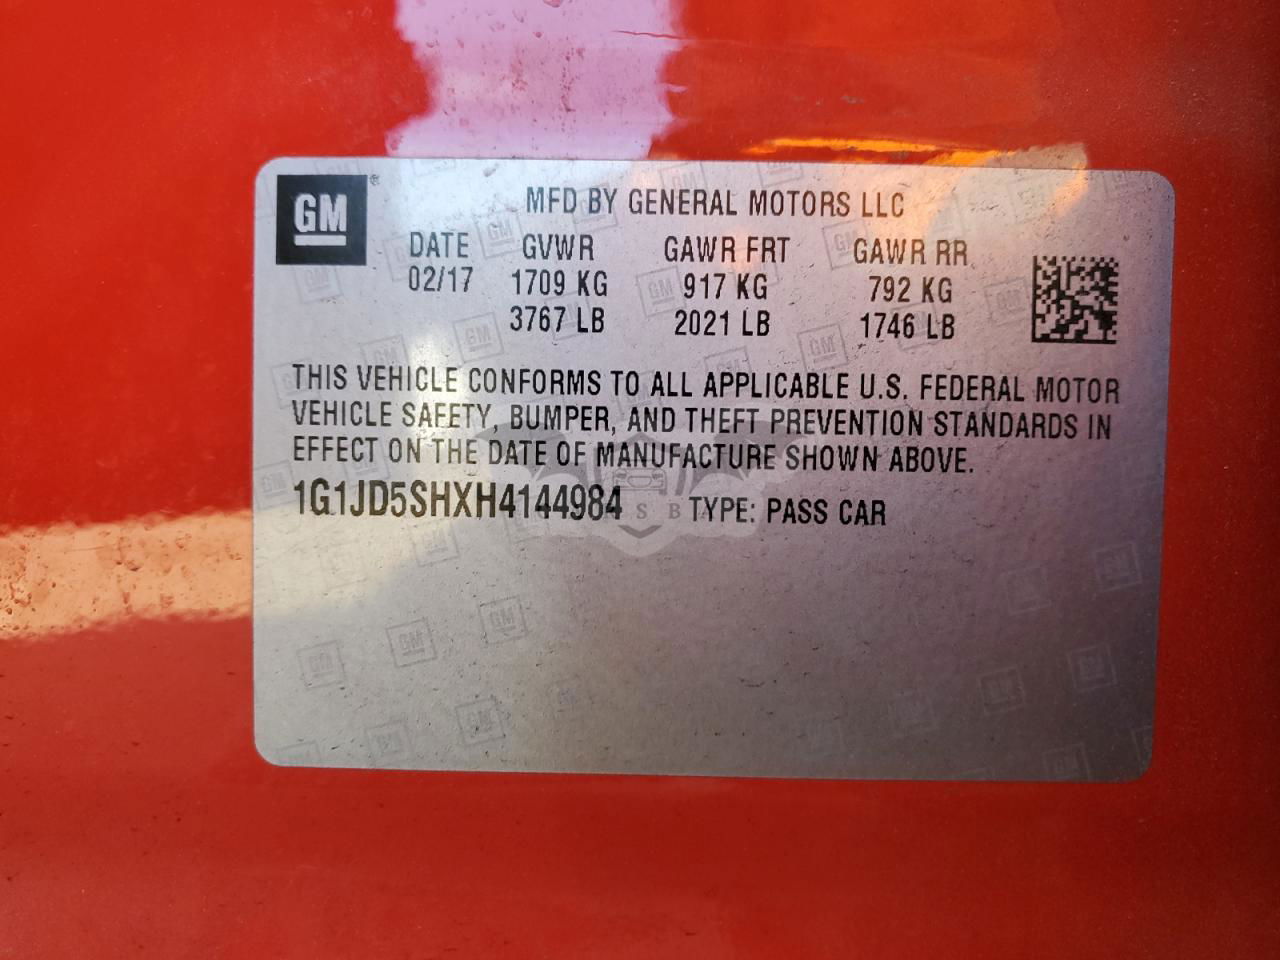 GM
MFD BY GENERAL MOTORS LLC
DATE GVWR GAWR FRT GAWR RR
02/17 1709 KG 917 KG 792 KG
3767 LB 2021 LB 1746 LB
THIS VEHICLE CONFORMS TO ALL APPLICABLE U.S. FEDERAL MOTOR
VEHICLE SAFETY, BUMPER, AND THEFT PREVENTION STANDARDS IN
EFFECT ON THE DATE OF MANUFACTURE SHOWN ABOVE.
1G1JD5SHXH4144984 TYPE: PASS CAR